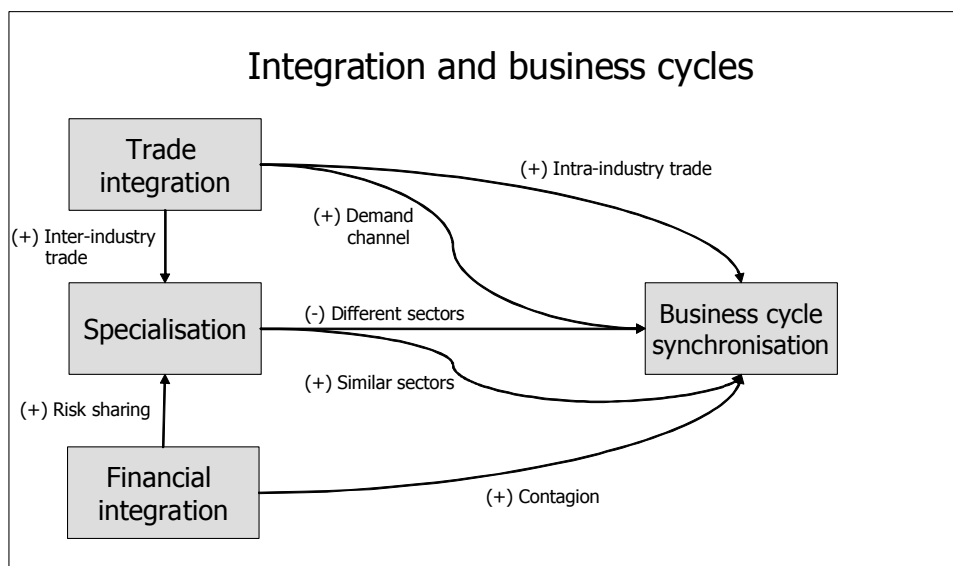 Integration and business cycles
Trade
integration
(+) Intra-industry trade
(+) Demand
channel
(+) Inter-industry
trade
Specialisation
(-) Different sectors
Business cycle
synchronisation
(+) Similar sectors
(+) Risk sharing
Financial
integration
(+) Contagion